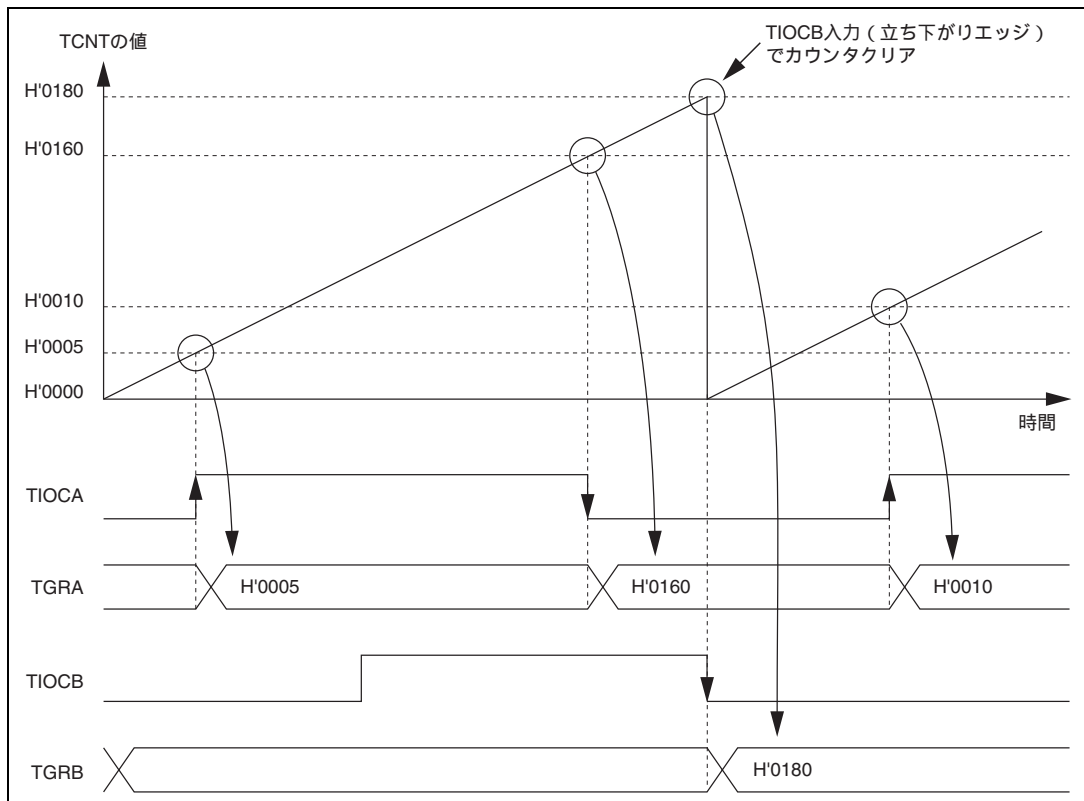 TCNTの値
TIOCB入力（立ち下がりエッジ）
でカウンタクリア
H'0180
H'0160
H'0010
H'0005
H'0000
時間
TIOCA
TGRA
H'0005
H'0160
H'0010
TIOCB
TGRB
H'0180